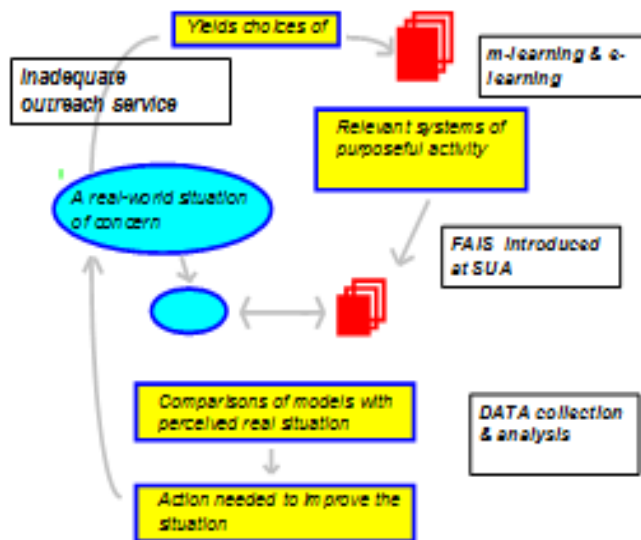 Yields choices of
Inadequate
outreach service
m-learning & e-
learning
Relevant systems of
purposeful activity
A real-world situation
of concern
FAIS Introduced
at SUA
Comparisons of models with
perceived real situation
DATA collection
& analysis
Action needed to improve the
situation